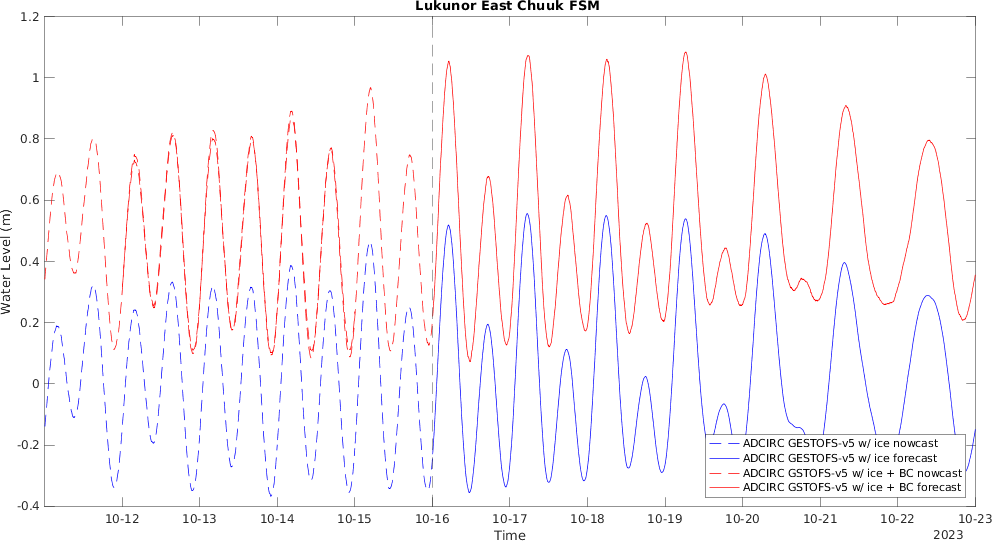 Lukunor East Chuuk FSM
1.2
1
0.8
0.6
0.4
0.2
0
-0.2
-0.4
Water Level (m)
10-12 10-13 10-14 10-15 10-16 10-17 10-18 10-19 10-20 10-21 10-22 10-23
Time
2023
ADCIRC GESTOFS-v5 w/ ice nowcast
ADCIRC GESTOFS-v5 w/ ice forecast
ADCIRC GSTOFS-v5 w/ ice + BC nowcast
ADCIRC GSTOFS-v5 w/ ice + BC forecast